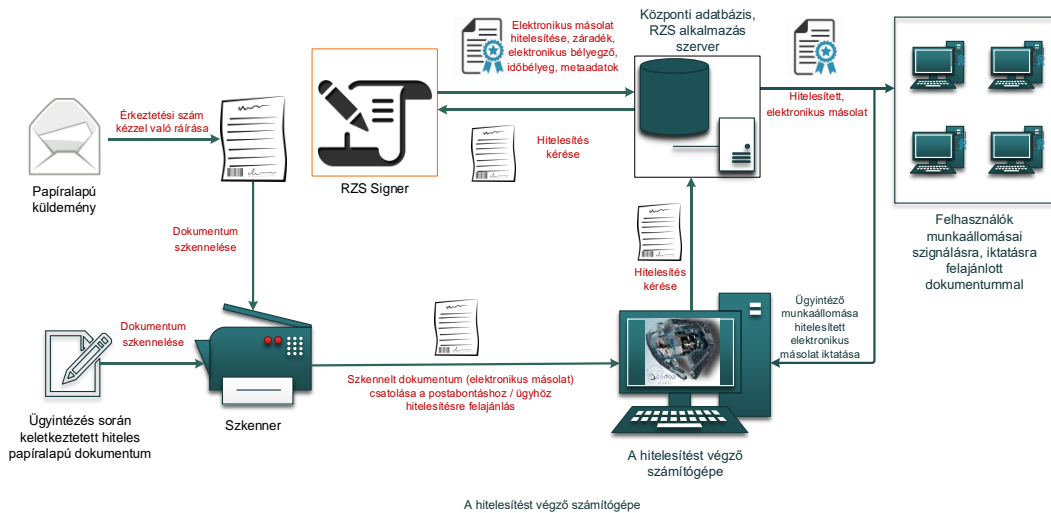 Elektronikus másolat
hitelesítése, záradék,
elektronikus bélyegző,
időbélyeg, metaadatok
Központi adatbázis,
RZS alkalmazás
szerver
Érkeztetési szám
kézzel való ráírása
Hitelesítés
kérése
Hitelesített,
elektronikus másolat
Papíralapú
küldemény
RZS Signer
Felhasználók
munkaállomásai
szignálásra, iktatásra
felajánlott
dokumentummal
Dokumentum
szkennelése
Hitelesítés
kérése
Dokumentum
szkennelése
Ügyintéző
munkaállomása
hitelesített
elektronikus
másolat iktatása
Szkennelt dokumentum (elektronikus másolat)
csatolása a postabontáshoz / ügyhöz
hitelesítésre felajánlás
Ügyintézés során
keletkeztetett hiteles
papíralapú dokumentum
Szkenner
A hitelesítést végző
számítógépe
A hitelesítést végző számítógépe